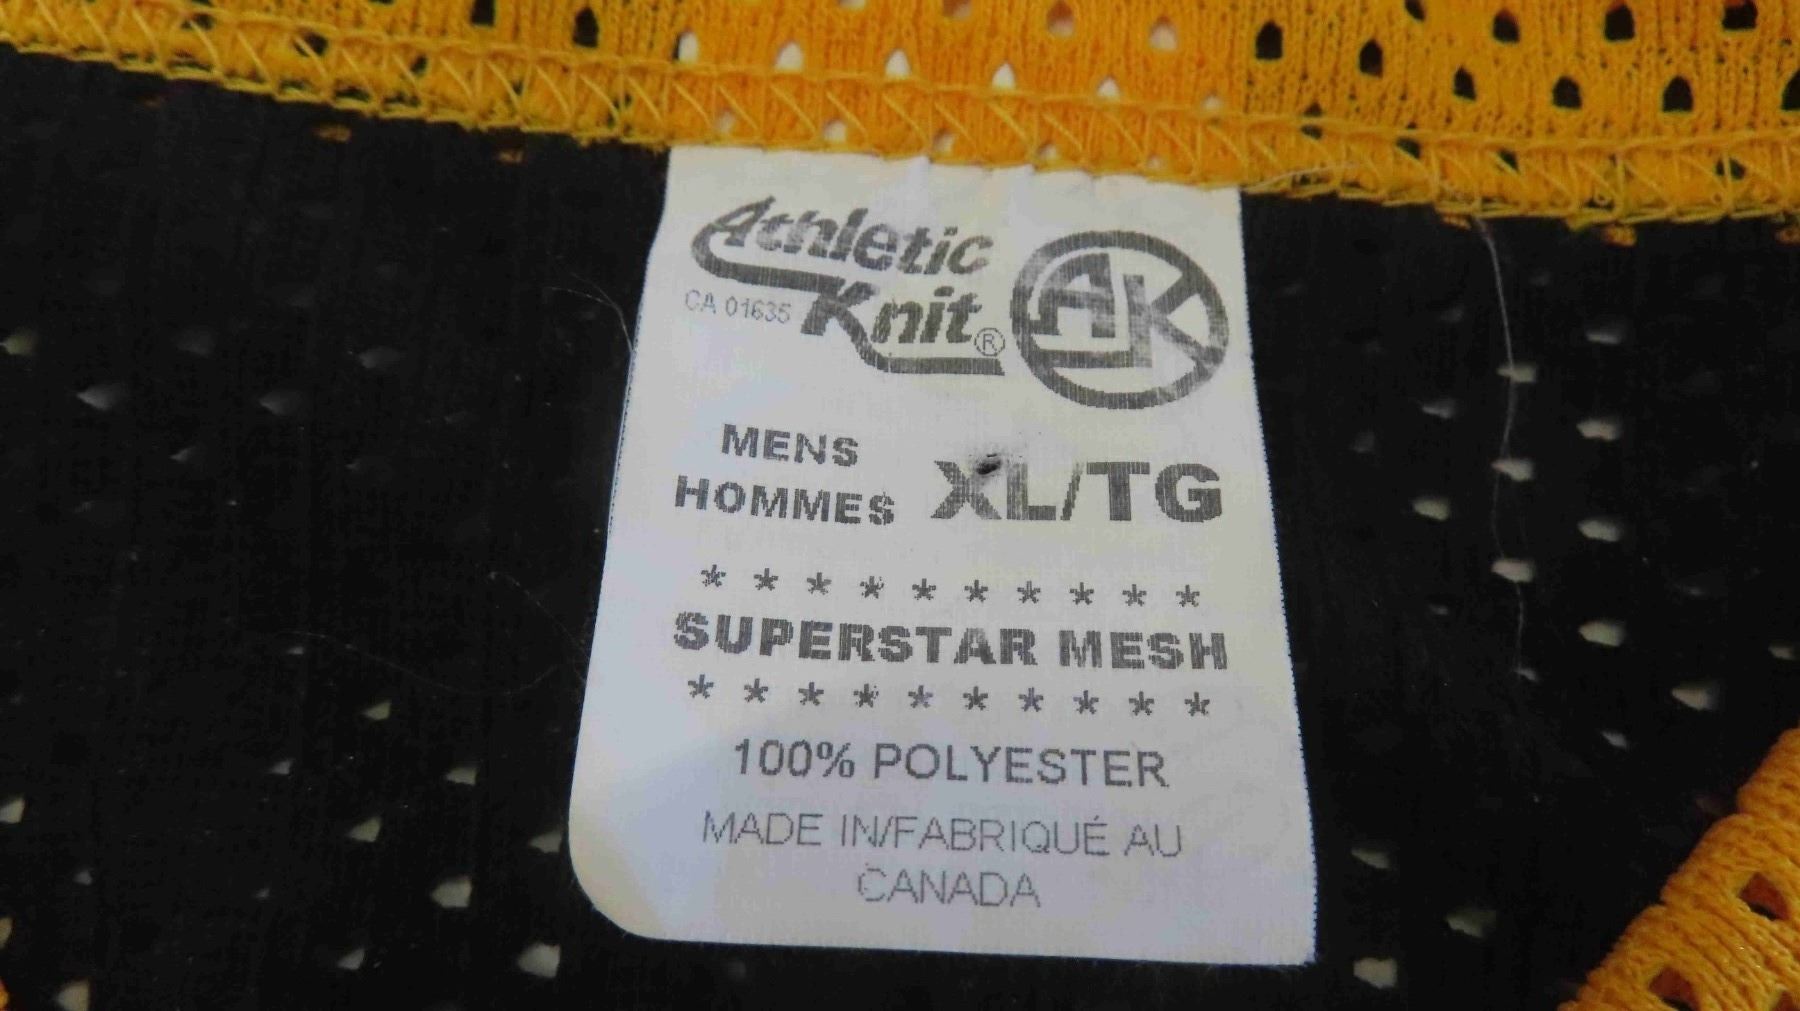 Athletic
Knit®
CA 01635
AK
MENS
HOMMES
XL/TG
* * * * * * * * * *
SUPERSTAR MESH
* * * * * * * * * *
100% POLYESTER
MADE IN/FABRIQUÉ AU
CANADA